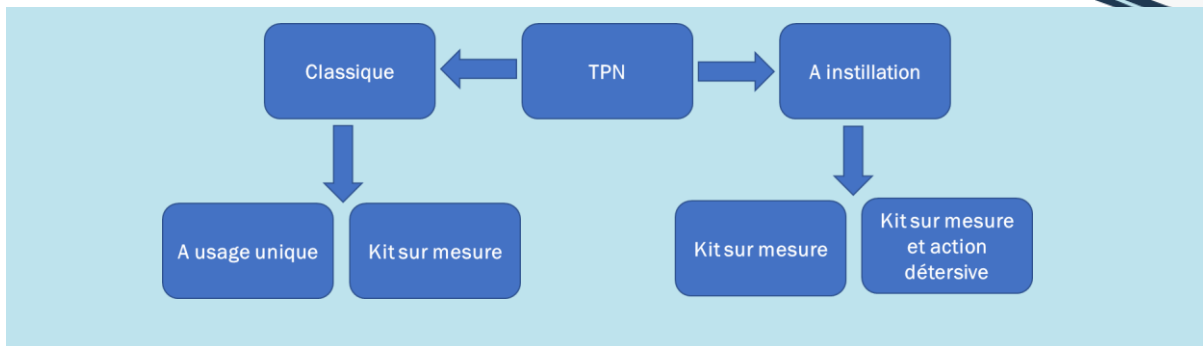 Classique
TPN
A instillation
A usage unique
Kit sur mesure
Kit sur mesure
Kit sur mesure
et action
détersive